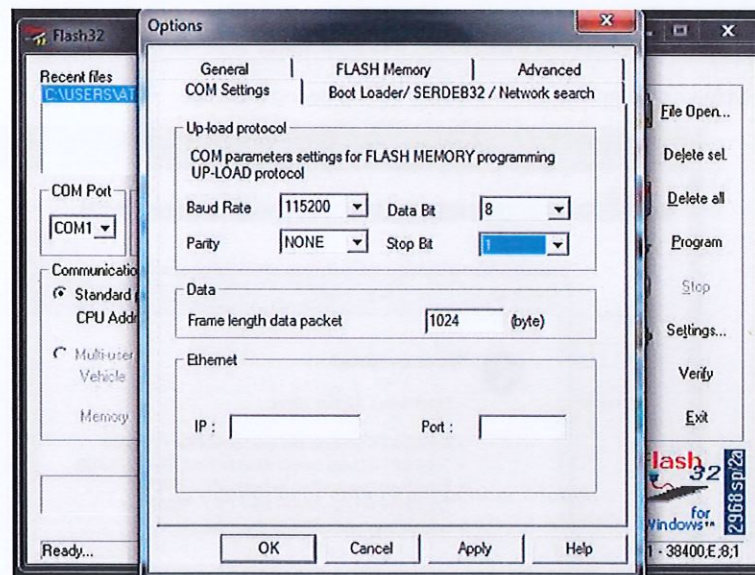 Flash32
Options
Recent files
C:\USERS\AT
COM Port
COM1
Communicatio
Standard
CPU Addr
Multi-user
Vehicle
Memory
Ready...
General
FLASH Memory
Advanced
COM Settings
Boot Loader/ SERDEB32 / Network search
Up-load protocol
COM parameters settings for FLASH MEMORY programming
UP-LOAD protocol
Baud Rate 115200 Data Bit 8
Parity NONE Stop Bit 1
Data
Frame length data packet 1024 (byte)
Ethernet
IP : Port :
OK Cancel Apply Help
File Open...
Delete sel.
Delete all
Program
Stop
Settings...
Verify
Exit
lash
32
for
Windows™
2968 sp/2a
1 - 38400,E,8,1